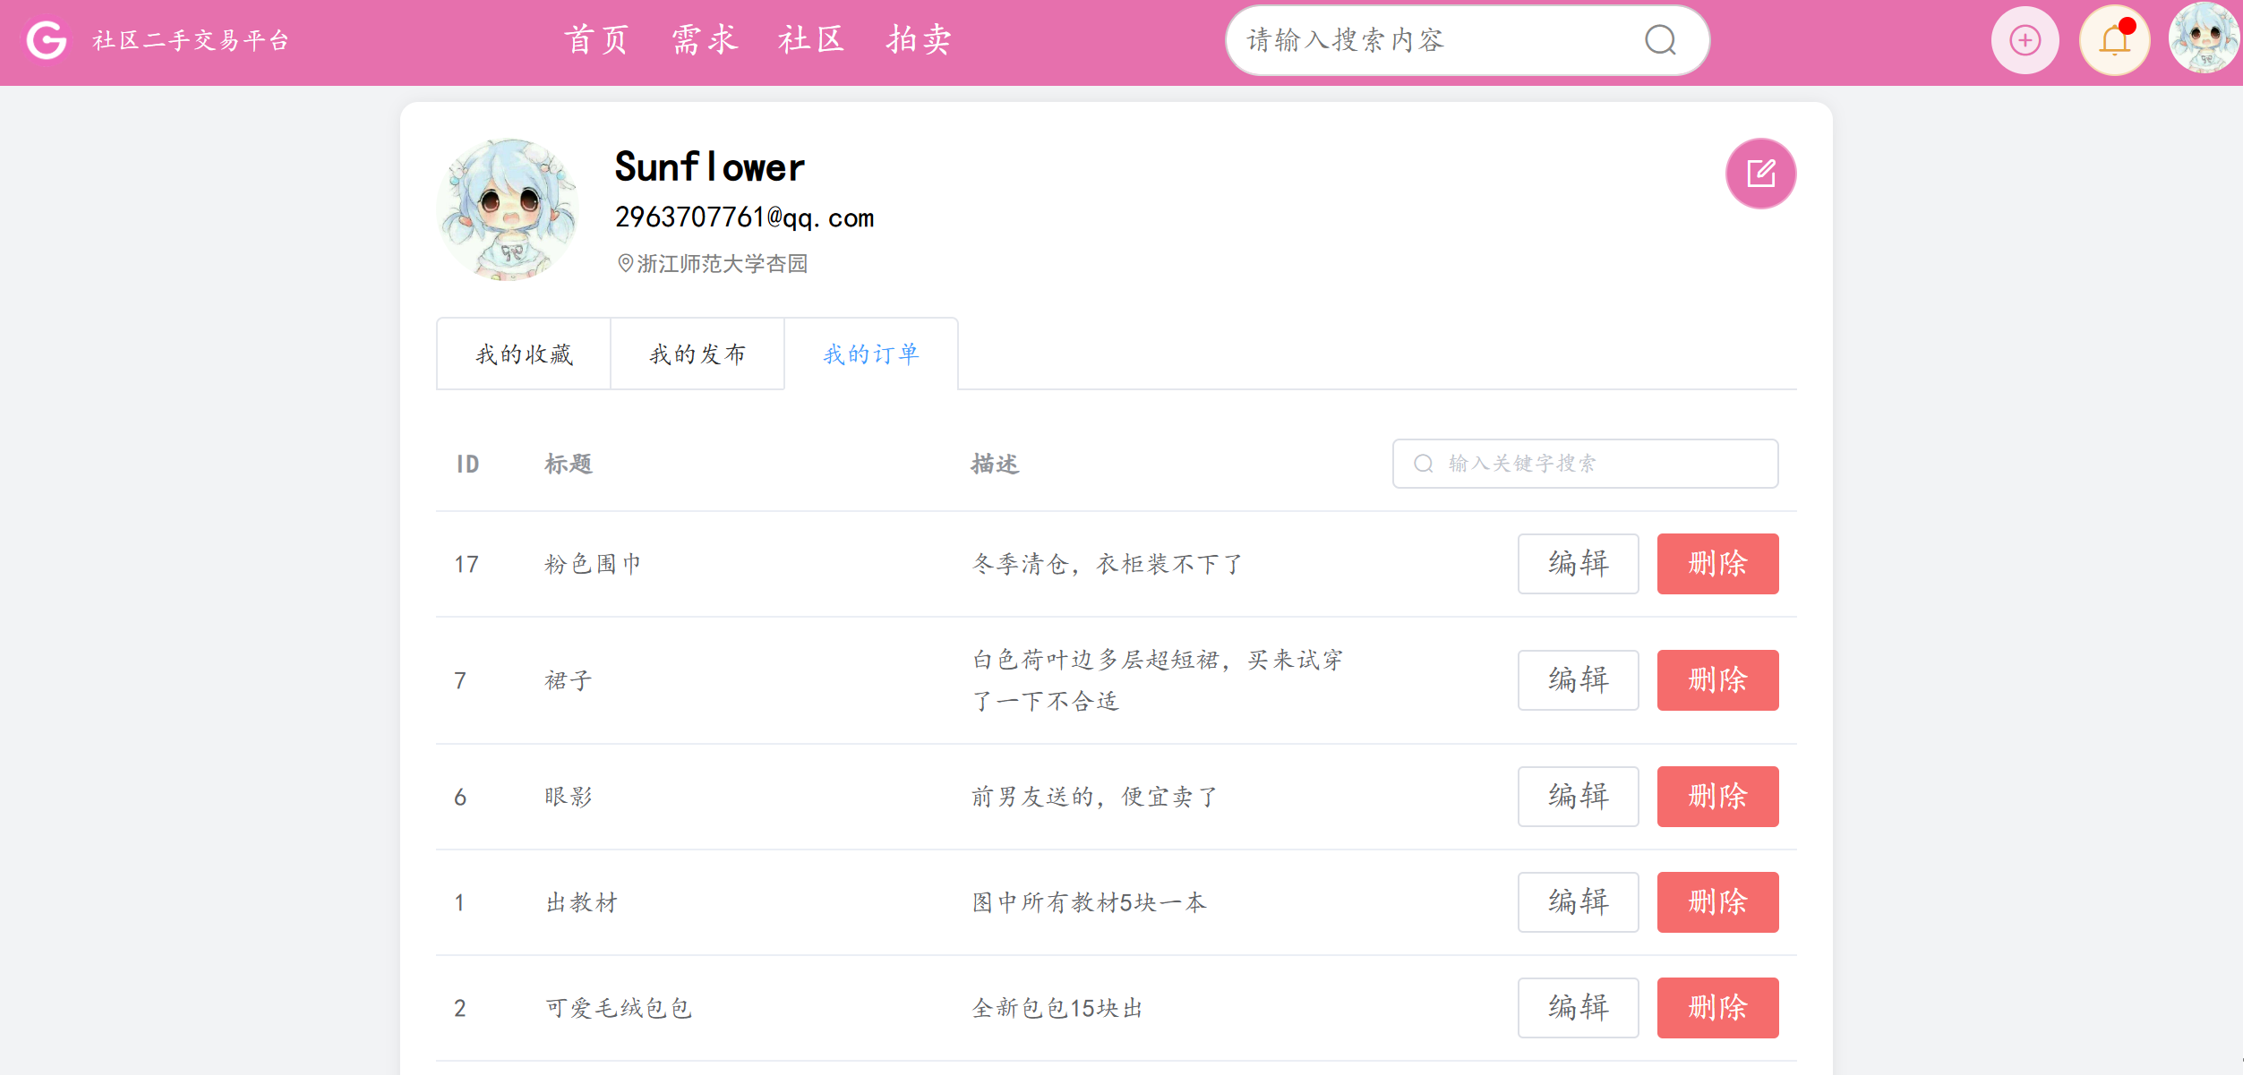 社区二手交易平台
首页 需求 社区 拍卖
请输入搜索内容
Sunflower
2963707761@qq.com
浙江师范大学杏园
我的收藏 我的发布 我的订单
ID 标题 描述 输入关键字搜索
17 粉色围巾 冬季清仓，衣柜装不下了 编辑 删除
7 裙子 白色荷叶边多层超短裙，买来试穿
了一下不合适 编辑 删除
6 眼影 前男友送的，便宜卖了 编辑 删除
1 出教材 图中所有教材5块一本 编辑 删除
2 可爱毛绒包包 全新包包15块出 编辑 删除